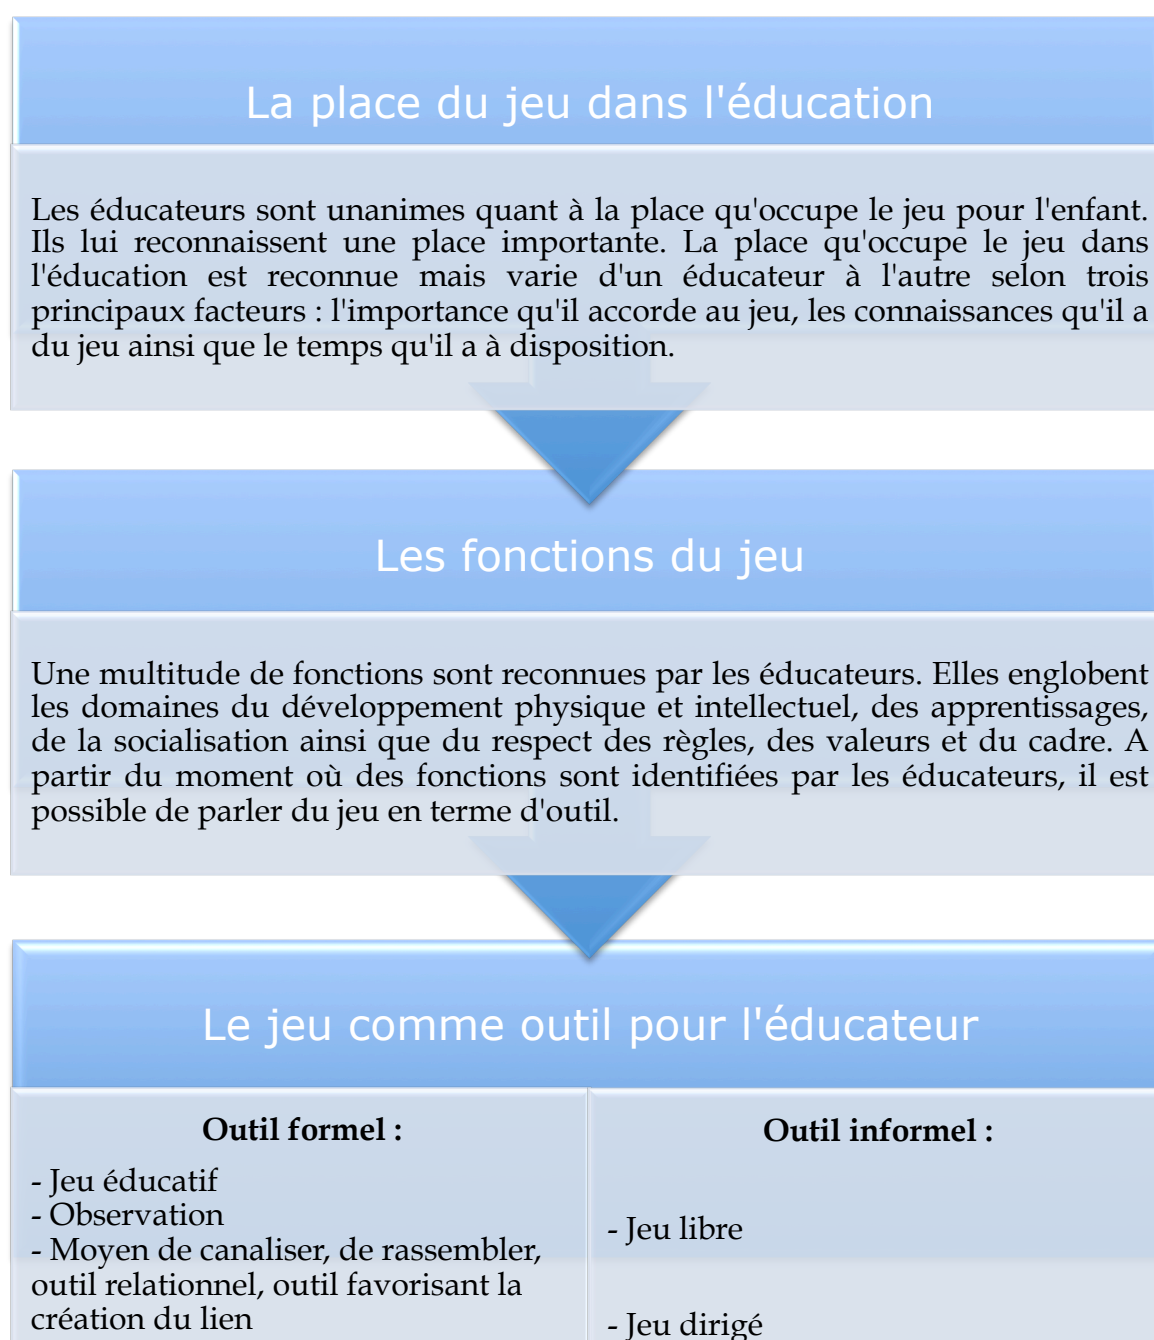 La place du jeu dans l'éducation
Les éducateurs sont unanimes quant à la place qu'occupe le jeu pour l'enfant.
Ils lui reconnaissent une place importante. La place qu'occupe le jeu dans
l'éducation est reconnue mais varie d'un éducateur à l'autre selon trois
principaux facteurs : l'importance qu'il accorde au jeu, les connaissances qu'il a
du jeu ainsi que le temps qu'il a à disposition.
Les fonctions du jeu
Une multitude de fonctions sont reconnues par les éducateurs. Elles englobent
les domaines du développement physique et intellectuel, des apprentissages,
de la socialisation ainsi que du respect des règles, des valeurs et du cadre. A
partir du moment où des fonctions sont identifiées par les éducateurs, il est
possible de parler du jeu en terme d'outil.
Le jeu comme outil pour l'éducateur
Outil formel :
- Jeu éducatif
- Observation
- Moyen de canaliser, de rassembler,
outil relationnel, outil favorisant la
création du lien
Outil informel :
- Jeu libre
- Jeu dirigé